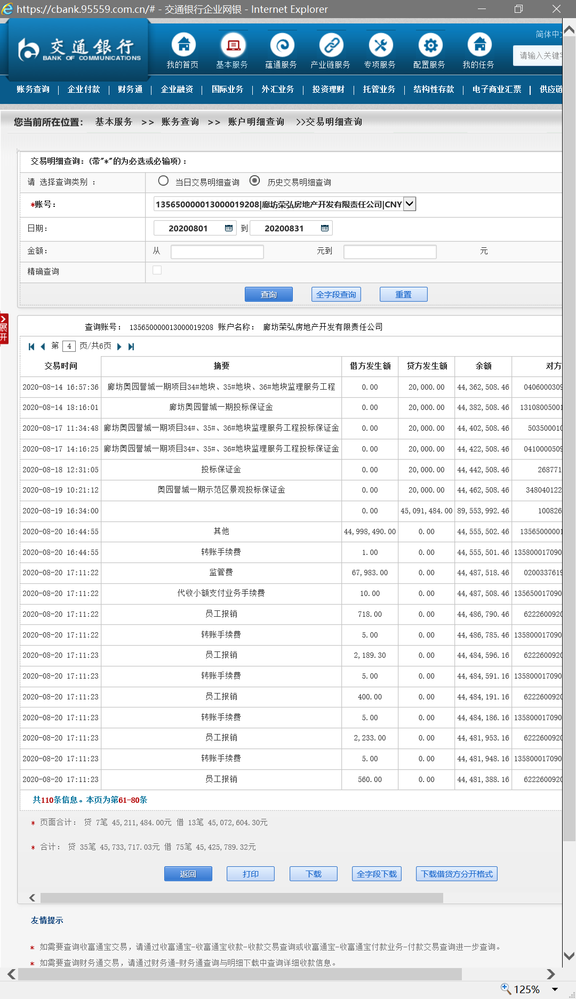 https://cbank.95559.com.cn/# - 交通银行企业网银 - Internet Explorer
简体中
交通銀行
BANK OF COMMUNICATIONS
请输入关键字
我的首页 基本服务 蕴通服务 产业链服务 专项服务 配置服务 我的任务
账务查询 | 企业付款 | 财务通 | 企业融资 | 国际业务 | 外汇业务 | 投资理财 | 托管业务 | 结构性存款 | 电子商业汇票 | 供应链
您当前所在位置： 基本服务 >> 账务查询 >> 账户明细查询 >>交易明细查询
交易明细查询：(带"*"的为必选或必输项)：
请 选择查询类别 ： 当日交易明细查询 历史交易明细查询
*账号： 135650000013000019208|廊坊荣弘房地产开发有限责任公司|CNY
日期： 20200801 到 20200831
金额： 从 元到 元
精确查询
查询 全字段查询 重置
展开
查询账号： 135650000013000019208 账户名称： 廊坊荣弘房地产开发有限责任公司
第 4 页/共6页
交易时间 摘要 借方发生额 贷方发生额 余额 对方
2020-08-14 16:57:36 廊坊奥园誉城一期项目34#地块、35#地块、36#地块监理服务工程 0.00 20,000.00 44,362,508.46 0406000309
2020-08-14 18:16:01 廊坊奥园誉城一期投标保证金 0.00 20,000.00 44,382,508.46 13108005001
2020-08-17 11:34:48 廊坊奥园誉城一期项目34#、35#、36#地块监理服务工程投标保证金 0.00 20,000.00 44,402,508.46 503500010
2020-08-17 14:16:25 廊坊奥园誉城一期项目34#、35#、36#地块监理服务工程投标保证金 0.00 20,000.00 44,422,508.46 0410000509
2020-08-18 12:31:05 投标保证金 0.00 20,000.00 44,442,508.46 268771
2020-08-19 10:21:12 奥园誉城一期示范区景观投标保证金 0.00 20,000.00 44,462,508.46 348040122
2020-08-19 16:34:00 0.00 45,091,484.00 89,553,992.46 100826
2020-08-20 16:44:55 其他 44,998,490.00 0.00 44,555,502.46 13565000001
2020-08-20 16:44:55 转账手续费 1.00 0.00 44,555,501.46 135800017090
2020-08-20 17:11:22 监管费 67,983.00 0.00 44,487,518.46 0200337619
2020-08-20 17:11:22 代收小额支付业务手续费 10.00 0.00 44,487,508.46 135650017090
2020-08-20 17:11:22 员工报销 718.00 0.00 44,486,790.46 6222600920
2020-08-20 17:11:22 转账手续费 5.00 0.00 44,486,785.46 135800017090
2020-08-20 17:11:23 员工报销 2,189.30 0.00 44,484,596.16 6222600920
2020-08-20 17:11:23 转账手续费 5.00 0.00 44,484,591.16 135800017090
2020-08-20 17:11:23 员工报销 400.00 0.00 44,484,191.16 6222600920
2020-08-20 17:11:23 转账手续费 5.00 0.00 44,484,186.16 135800017090
2020-08-20 17:11:23 员工报销 2,233.00 0.00 44,481,953.16 6222600920
2020-08-20 17:11:23 转账手续费 5.00 0.00 44,481,948.16 135800017090
2020-08-20 17:11:23 员工报销 560.00 0.00 44,481,388.16 6222600920
共110条信息。本页为第61-80条
* 页面合计： 贷 7笔 45,211,484.00元 借 13笔 45,072,604.30元
* 合计： 贷 35笔 45,733,717.03元 借 75笔 45,425,789.32元
返回 打印 下载 全字段下载 下载借贷方分开格式
友情提示
* 如需要查询收富通宝交易，请通过收富通宝-收富通宝收款-收款交易查询或收富通宝-收富通宝付款业务-付款交易查询进一步查询。
* 如需要查询财务通交易，请通过财务通-财务通查询与明细下载中查询详细收款信息。
125%